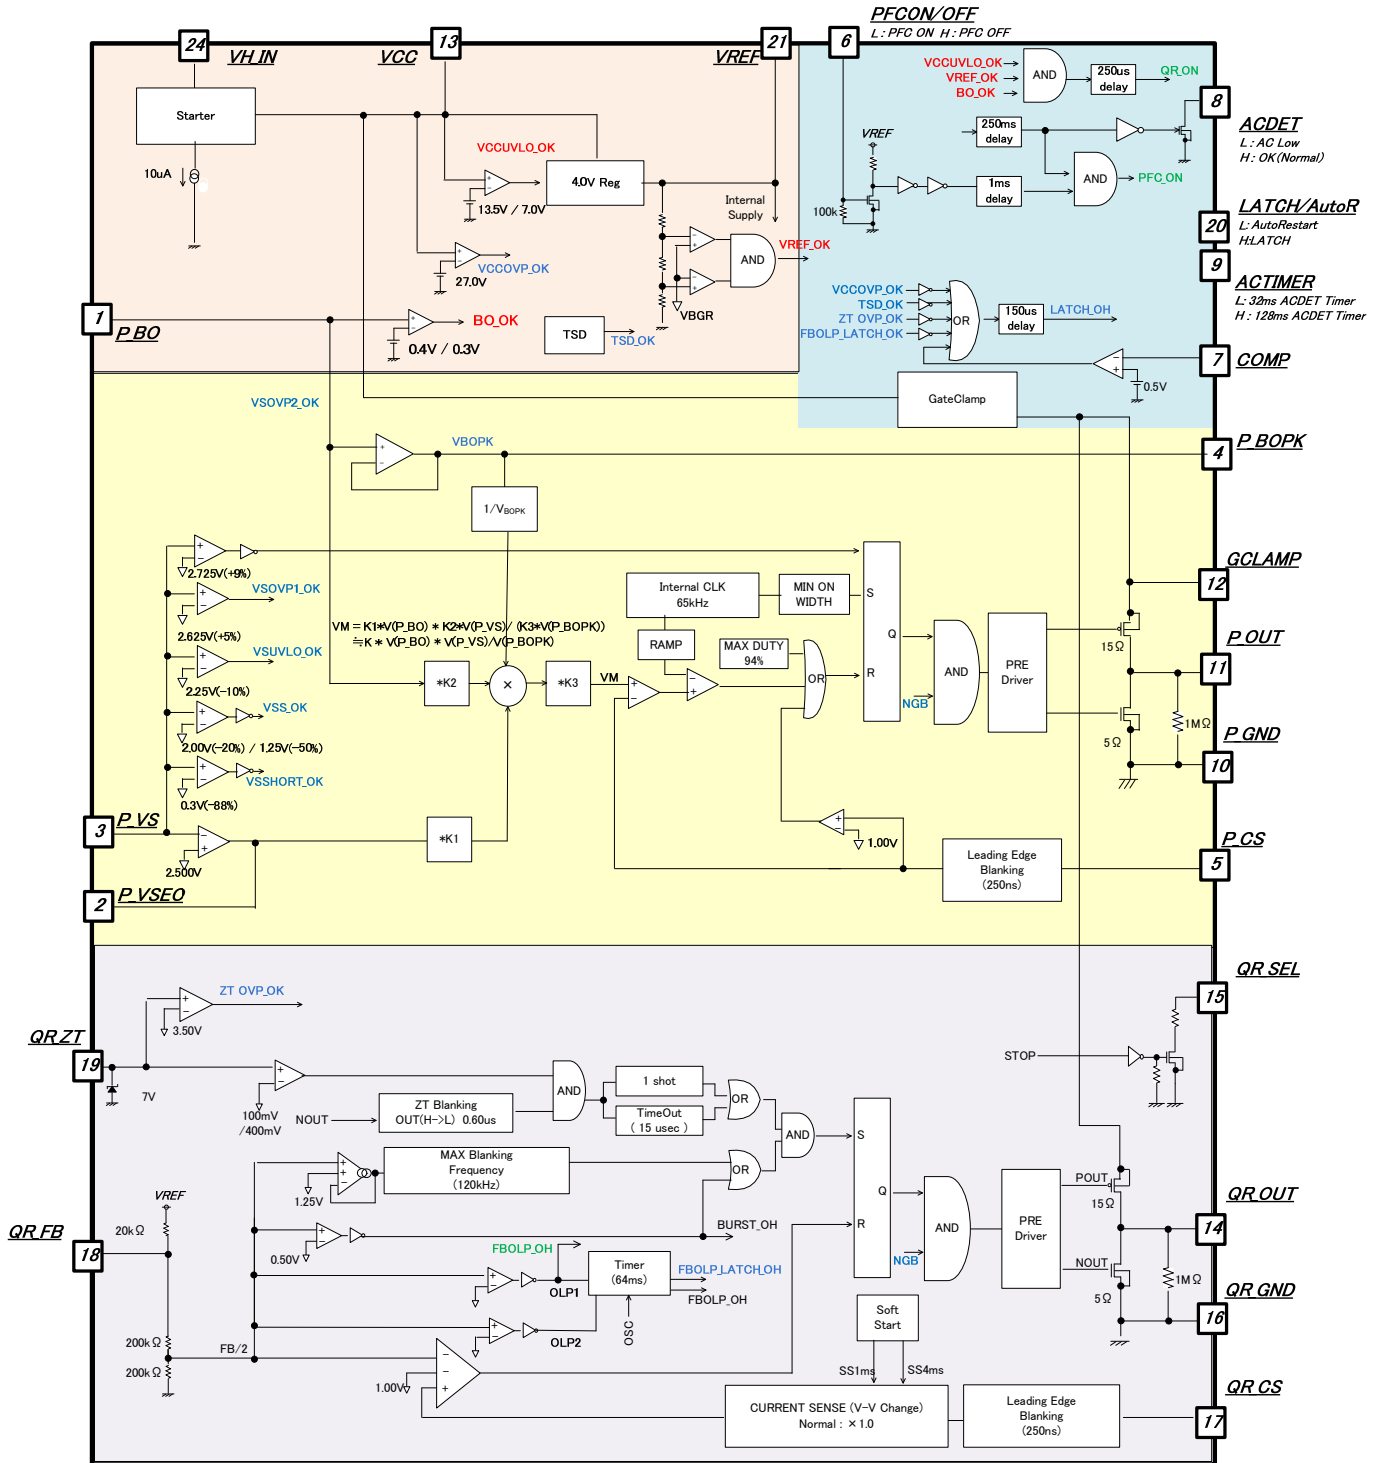 PFCON/OFF
L : PFC ON  H : PFC OFF
24
VH_IN
13
VCC
21
VREF
6
Starter
10uA
VCCUVLO_OK
13.5V / 7.0V
4.0V Reg
Internal
Supply
VREF_OK
AND
VBGR
VCCOVP_OK
27.0V
BO_OK
0.4V / 0.3V
TSD
TSD_OK
1
P_BO
VCCUVLO_OK
VREF_OK
BO_OK
AND
250us
delay
QR_ON
250ms
delay
VREF
100k
1ms
delay
AND
PFC_ON
8
ACDET
L : AC Low
H : OK(Normal)
20
LATCH/AutoR
L: AutoRestart
H:LATCH
9
ACTIMER
L: 32ms ACDET Timer
H : 128ms ACDET Timer
VCCOVP_OK
TSD_OK
ZT OVP_OK
FBOLP_LATCH_OK
OR
150us
delay
LATCH_OH
0.5V
7
COMP
GateClamp
VSOVP2_OK
VBOPK
4
P_BOPK
1/VBOPK
2.725V(+9%)
VSOVP1_OK
2.625V(+5%)
VSUVLO_OK
2.25V(-10%)
VSS_OK
2.00V(-20%) / 1.25V(-50%)
VSSHORT_OK
0.3V(-88%)
3
P_VS
2.500V
2
P_VSEO
VM = K1*V(P_BO) * K2*V(P_VS)/ (K3*V(P_BOPK))
≒K * V(P_BO) * V(P_VS)/V(P_BOPK)
*K2
×
*K3
VM
*K1
Internal CLK
65kHz
MIN ON
WIDTH
RAMP
MAX DUTY
94%
OR
S
Q
R
NGB
AND
PRE
Driver
15Ω
5Ω
1MΩ
1.00V
Leading Edge
Blanking
(250ns)
GCLAMP
12
P_OUT
11
P_GND
10
P_CS
5
ZT OVP_OK
3.50V
QR_ZT
19
7V
100mV
/400mV
NOUT
ZT Blanking
OUT(H->L)  0.60us
AND
1 shot
TimeOut
( 15 usec )
OR
AND
1.25V
MAX Blanking
Frequency
(120kHz)
OR
VREF
20kΩ
QR_FB
18
0.50V
BURST_OH
FBOLP_OH
OLP1
Timer
(64ms)
FBOLP_LATCH_OH
FBOLP_OH
OSC
OLP2
200kΩ
200kΩ
FB/2
1.00V
S
Q
R
NGB
AND
PRE
Driver
POUT
15Ω
NOUT
5Ω
1MΩ
STOP
QR_SEL
15
QR_OUT
14
QR_GND
16
QR_CS
17
Soft
Start
SS1ms
SS4ms
CURRENT SENSE (V-V Change)
Normal : ×1.0
Leading Edge
Blanking
(250ns)